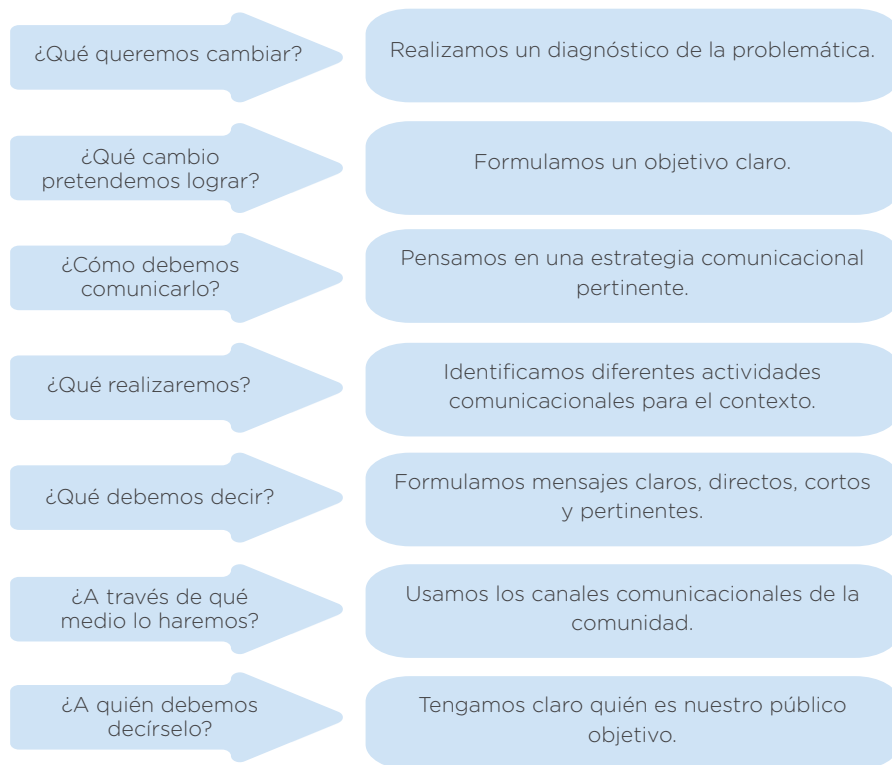 ¿Qué queremos cambiar?
Realizamos un diagnóstico de la problemática.
¿Qué cambio
pretendemos lograr?
Formulamos un objetivo claro.
¿Cómo debemos
comunicarlo?
Pensamos en una estrategia comunicacional
pertinente.
¿Qué realizaremos?
Identificamos diferentes actividades
comunicacionales para el contexto.
¿Qué debemos decir?
Formulamos mensajes claros, directos, cortos
y pertinentes.
¿A través de qué
medio lo haremos?
Usamos los canales comunicacionales de la
comunidad.
¿A quién debemos
decírselo?
Tengamos claro quién es nuestro público
objetivo.